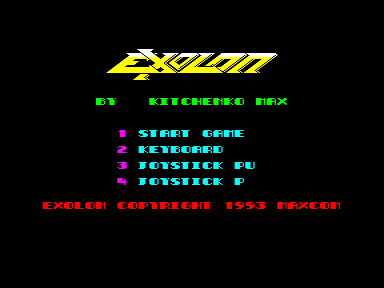 EXOLON
BY KITCHENKO MAX
1 START GAME
2 KEYBOARD
3 JOYSTICK PU
4 JOYSTICK P
EXOLON COPYRIGHT 1993 MAXCOM